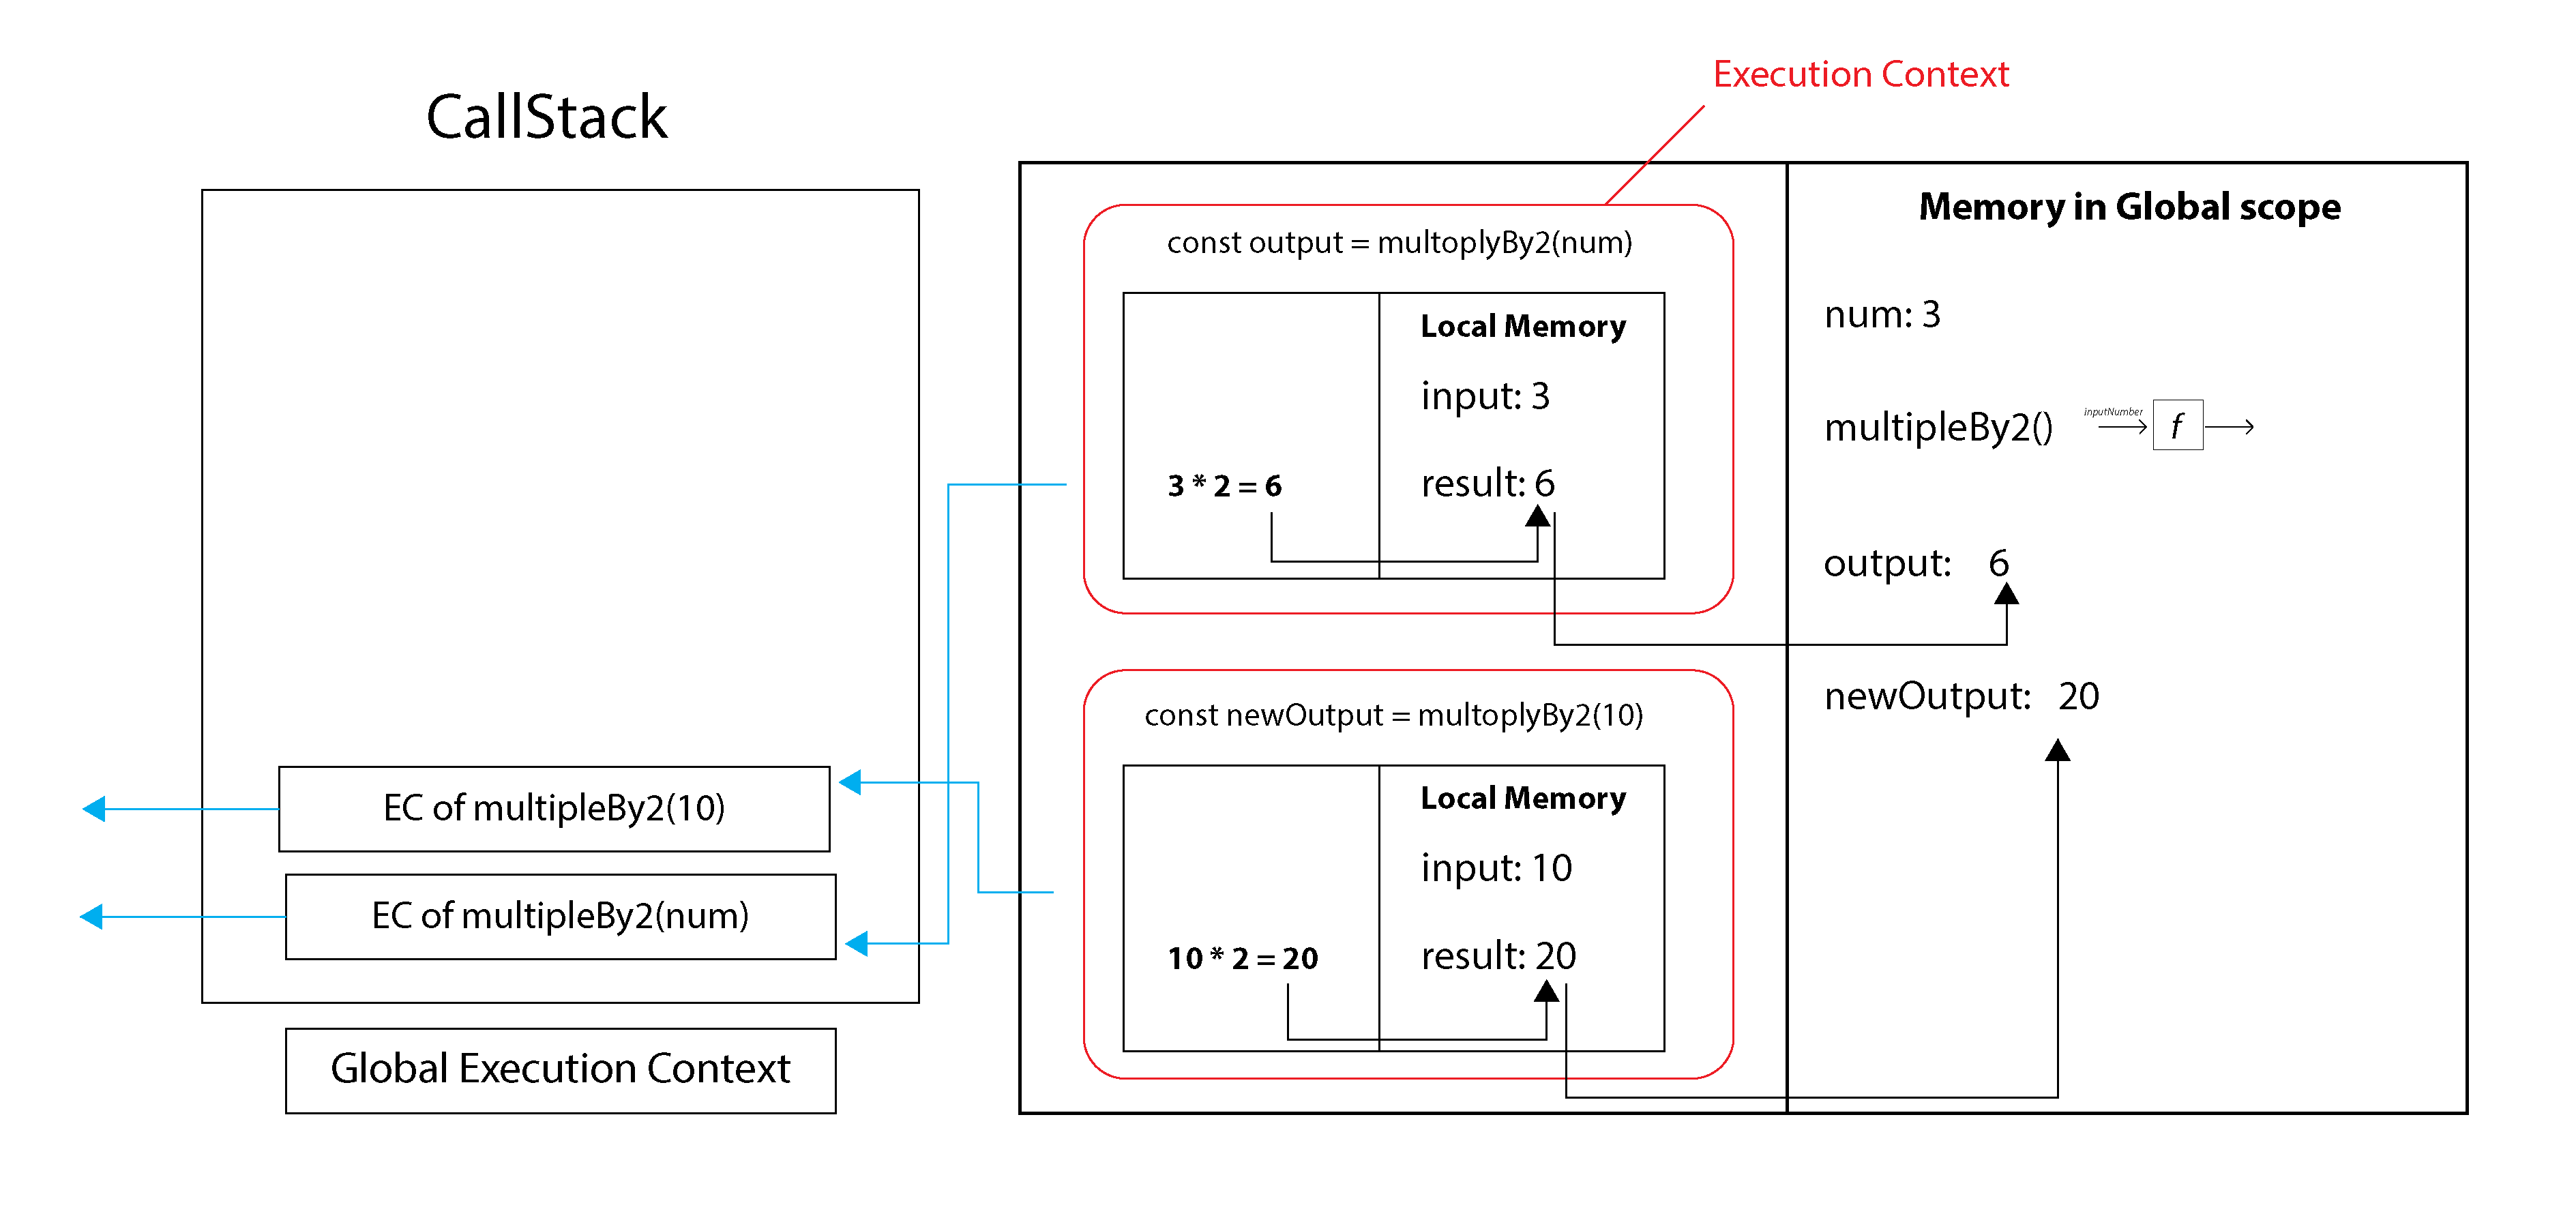 CallStack
EC of multipleBy2(10)
EC of multipleBy2(num)
Global Execution Context
Execution Context
const output = multoplyBy2(num)
Local Memory
input: 3
3 * 2 = 6
result: 6
const newOutput = multoplyBy2(10)
Local Memory
input: 10
10 * 2 = 20
result: 20
Memory in Global scope
num: 3
multipleBy2()
inputNumber
f
output: 6
newOutput: 20